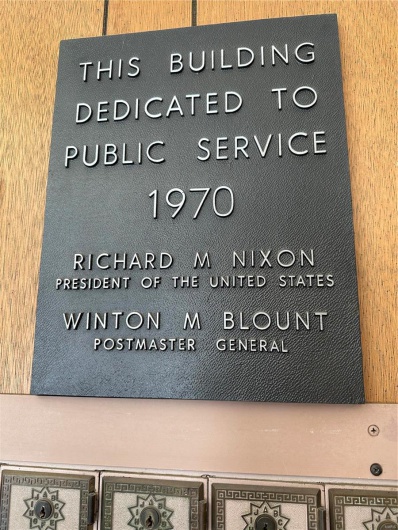 THIS BUILDING
DEDICATED TO
PUBLIC SERVICE
1970
RICHARD M NIXON
PRESIDENT OF THE UNITED STATES
WINTON M BLOUNT
POSTMASTER GENERAL